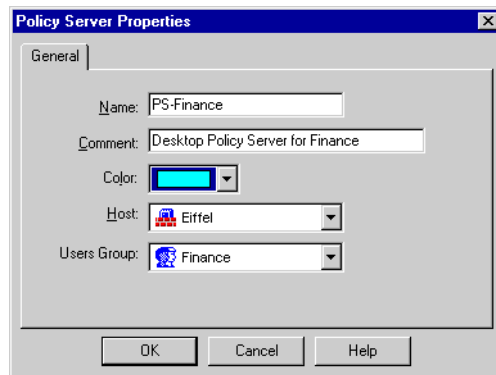 Policy Server Properties
General
Name: PS-Finance
Comment: Desktop Policy Server for Finance
Color:
Host: Eiffel
Users Group: Finance
OK Cancel Help